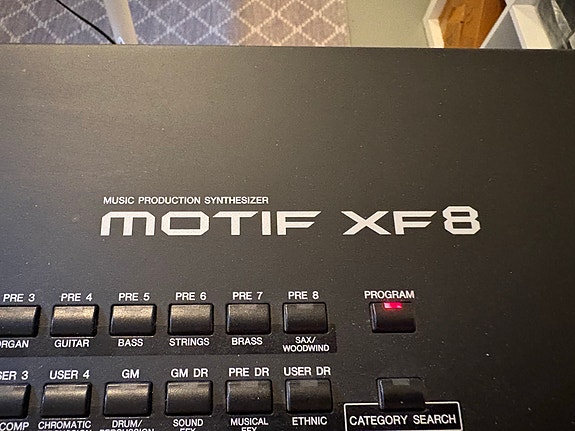 MUSIC PRODUCTION SYNTHESIZER
MOTIF XF8
PRE 3 PRE 4 PRE 5 PRE 6 PRE 7 PRE 8 PROGRAM
GUITAR BASS STRINGS BRASS SAX/
WOODWIND
USER 4 GM GM DR PRE DR USER DR
COMP CHROMATIC DRUM/ SOUND MUSICAL ETHNIC
CATEGORY SEARCH